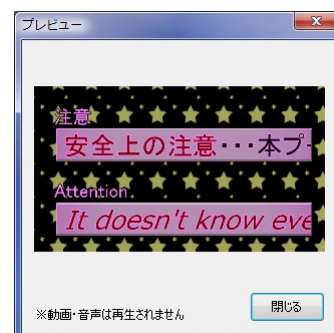 プレビュー
注意
安全上の注意･･･本プ
Attention
It doesn't know eve
※動画・音声は再生されません
閉じる